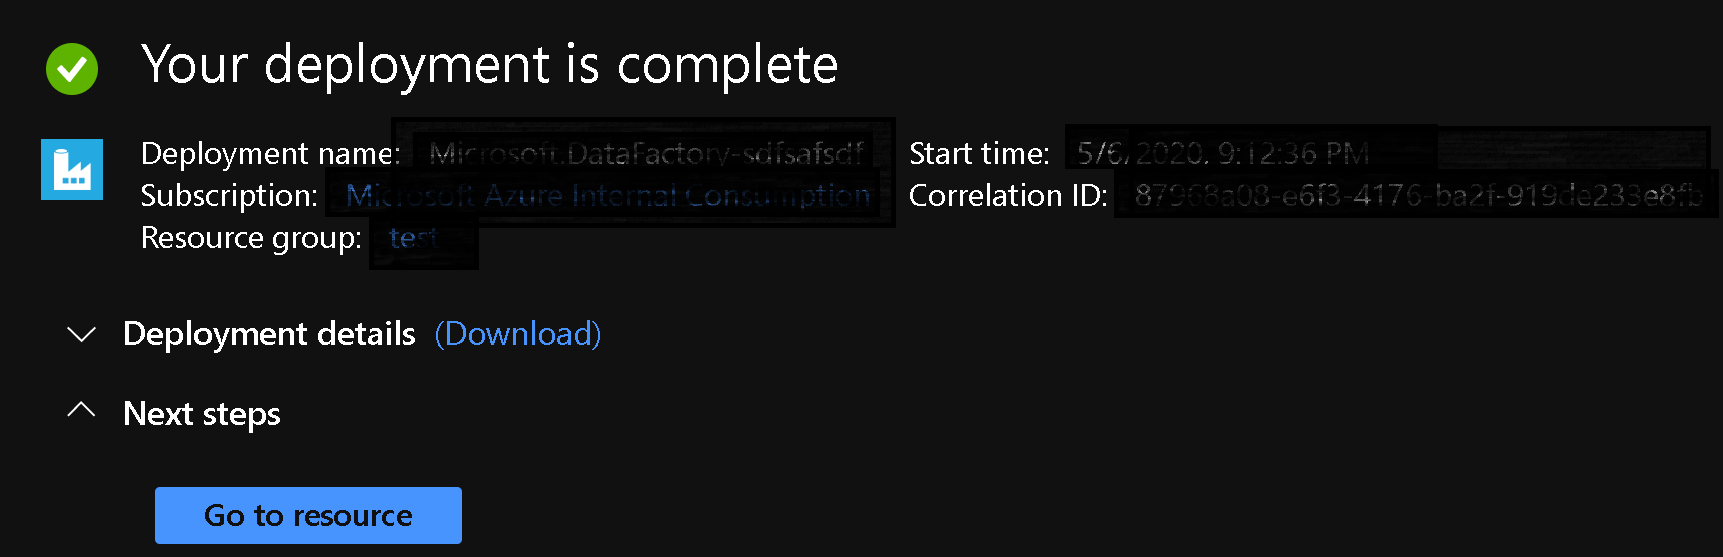 Your deployment is complete
Deployment name: Microsoft.DataFactory-sdfsafsdf
Start time: 5/6/2020, 9:12:36 PM
Subscription: Microsoft Azure Internal Consumption
Correlation ID: 87968a08-e6f3-4176-ba2f-919de233e8fb
Resource group: test
Deployment details (Download)
Next steps
Go to resource